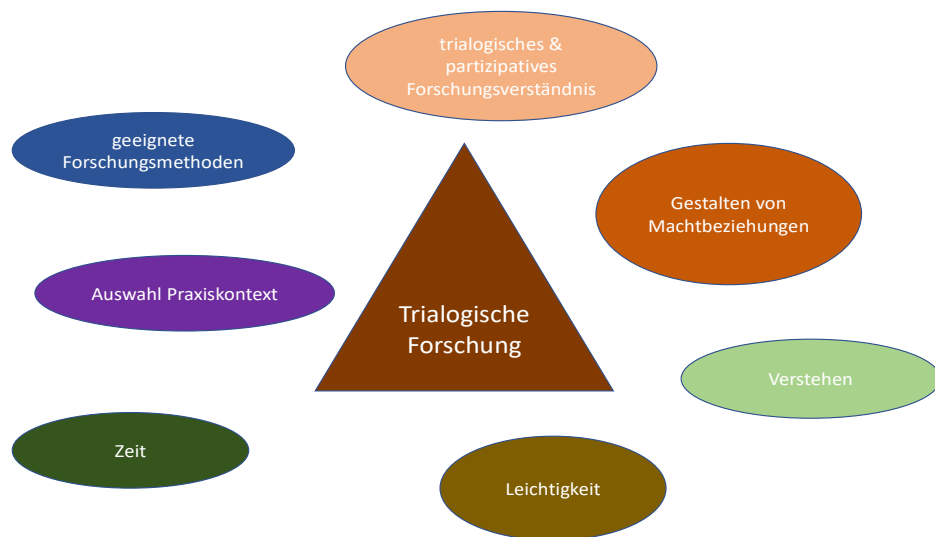 trialogisches &
partizipatives
Forschungsverständnis
geeignete
Forschungsmethoden
Gestalten von
Machtbeziehungen
Auswahl Praxiskontext
Trialogische
Forschung
Verstehen
Zeit
Leichtigkeit